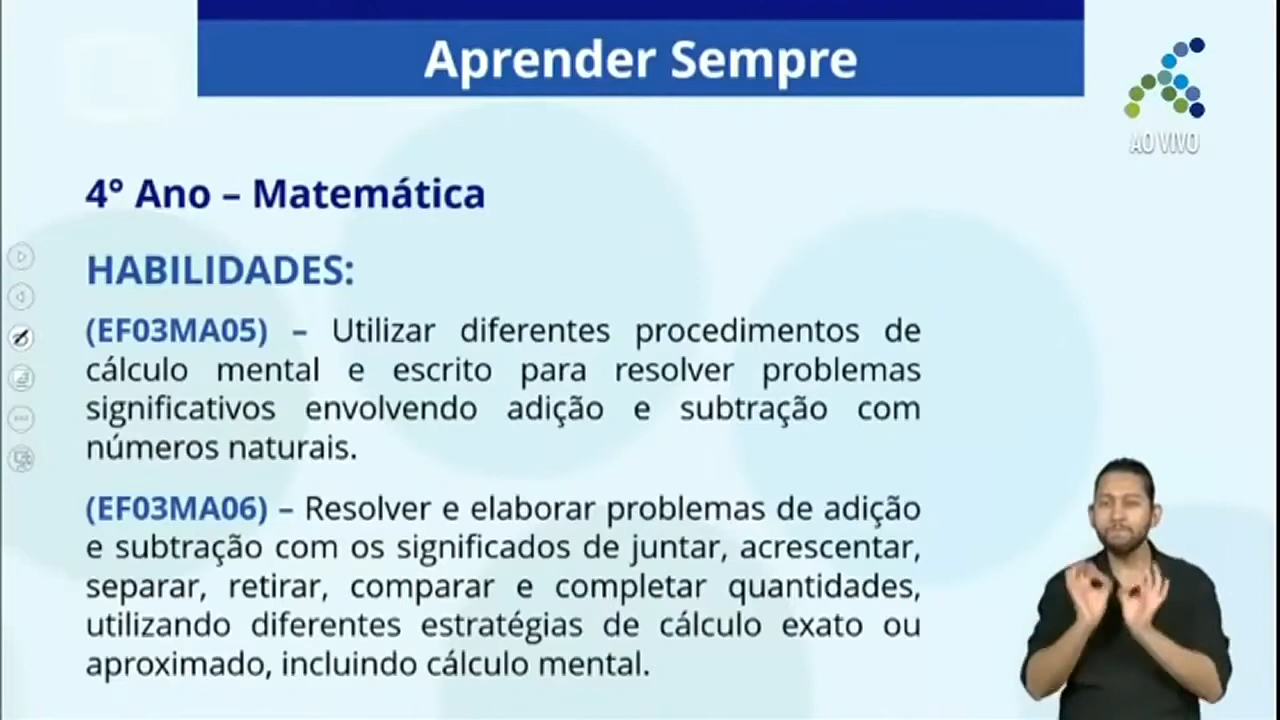 Aprender Sempre
AO VIVO
4° Ano – Matemática
HABILIDADES:
(EF03MA05) – Utilizar diferentes procedimentos de
cálculo mental e escrito para resolver problemas
significativos envolvendo adição e subtração com
números naturais.
(EF03MA06) – Resolver e elaborar problemas de adição
e subtração com os significados de juntar, acrescentar,
separar, retirar, comparar e completar quantidades,
utilizando diferentes estratégias de cálculo exato ou
aproximado, incluindo cálculo mental.